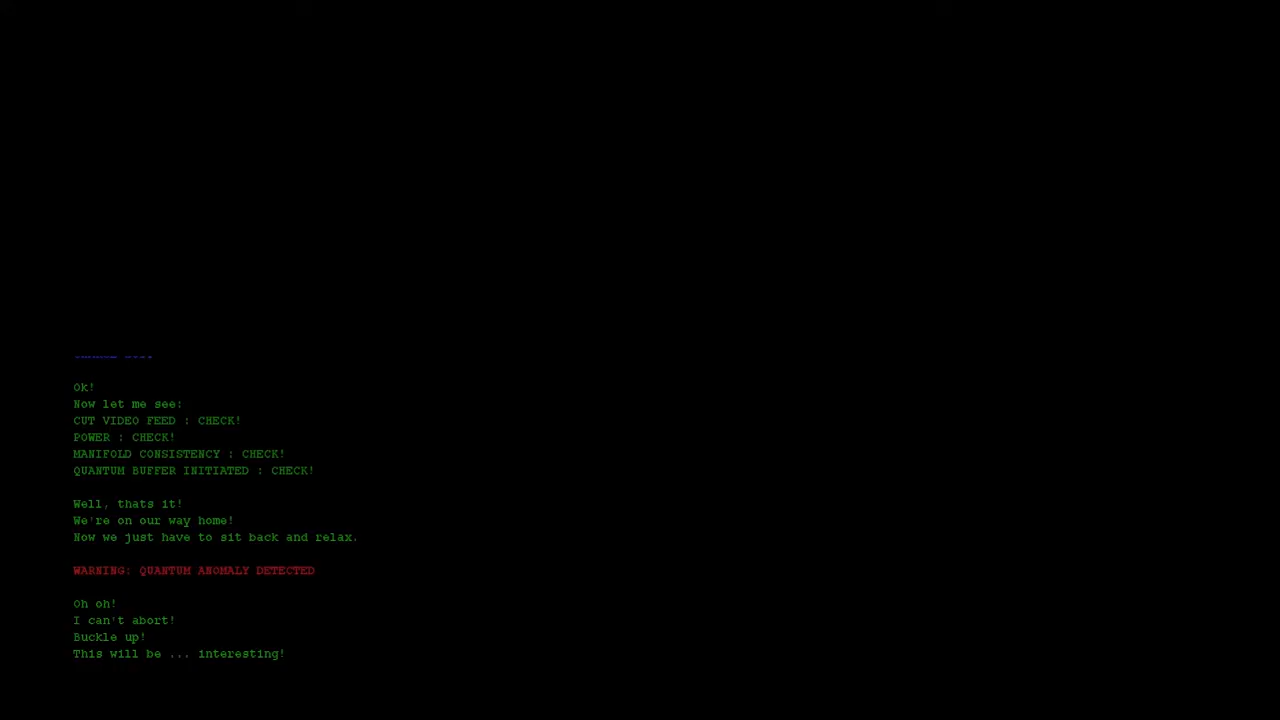 Ok!
Now let me see:
CUT VIDEO FEED : CHECK!
POWER : CHECK!
MANIFOLD CONSISTENCY : CHECK!
QUANTUM BUFFER INITIATED : CHECK!
Well, thats it!
We're on our way home!
Now we just have to sit back and relax.
WARNING: QUANTUM ANOMALY DETECTED
Oh oh!
I can't abort!
Buckle up!
This will be ... interesting!